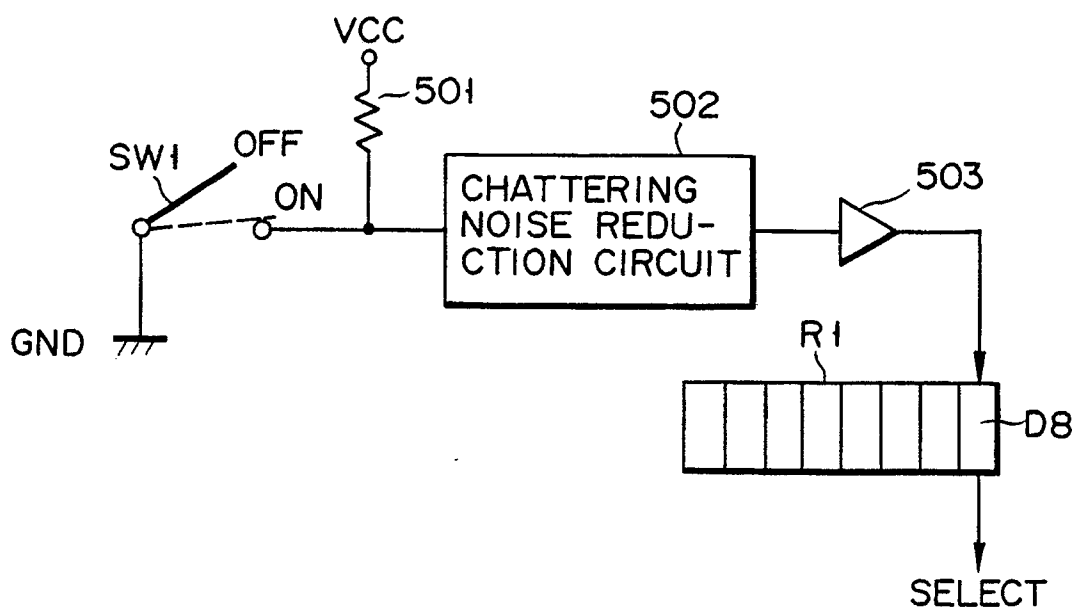 VCC
501
502
SW1
OFF
ON
CHATTERING
NOISE REDU-
CTION CIRCUIT
503
GND
R1
D8
SELECT